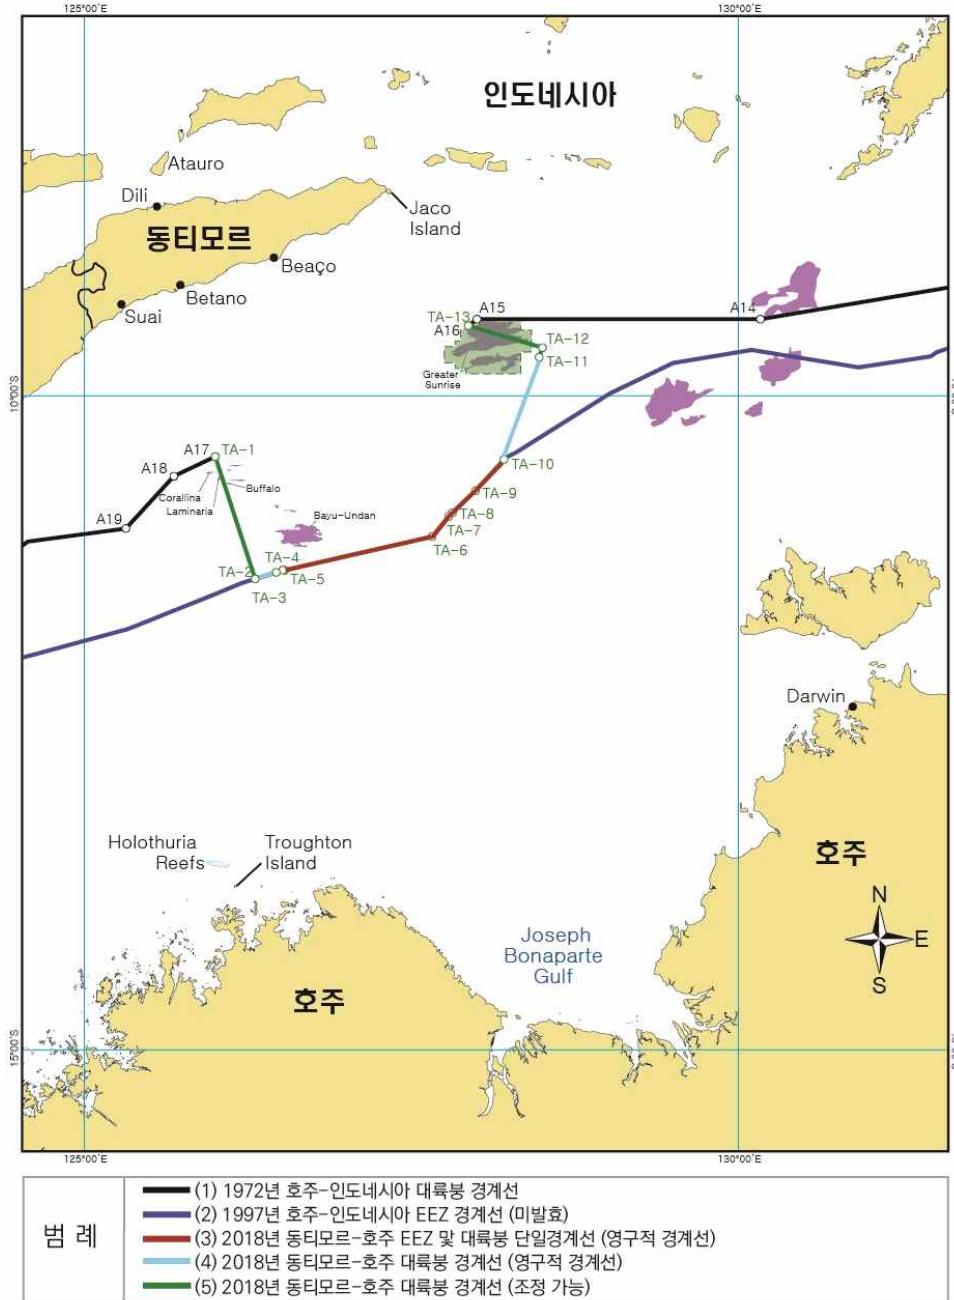 125°00'E
130°00'E
인도네시아
Atauro
Dili
Jaco
Island
동티모르
Beaço
Betano
Suai
TA-13
A15
A14
A16
TA-12
TA-11
Greater
Sunrise
10°00'S
A17
TA-1
A18
TA-10
Corallina
Buffalo
Laminaria
TA-9
A19
Bayu-Undan
TA-8
TA-7
TA-6
TA-4
TA-2
TA-5
TA-3
Darwin
Holothuria
Reefs
Troughton
Island
호주
N
E
S
Joseph
Bonaparte
Gulf
호주
15°00'S
125°00'E
130°00'E
범 례
(1) 1972년 호주-인도네시아 대륙붕 경계선
(2) 1997년 호주-인도네시아 EEZ 경계선 (미발효)
(3) 2018년 동티모르-호주 EEZ 및 대륙붕 단일경계선 (영구적 경계선)
(4) 2018년 동티모르-호주 대륙붕 경계선 (영구적 경계선)
(5) 2018년 동티모르-호주 대륙붕 경계선 (조정 가능)